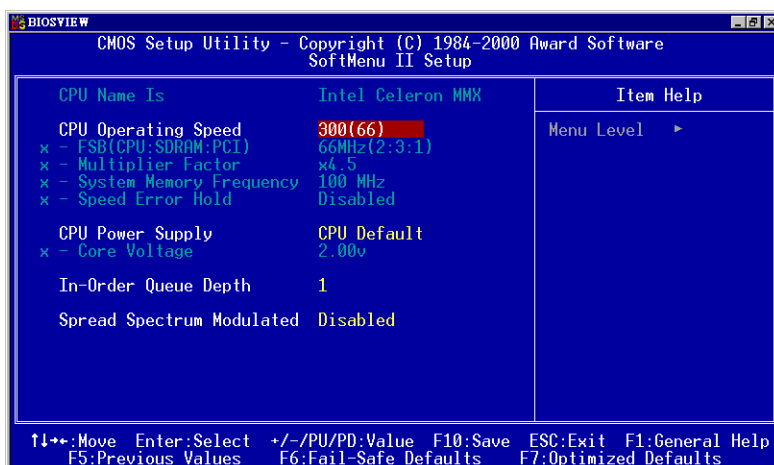 BIOSVIEW
CMOS Setup Utility - Copyright (C) 1984-2000 Award Software
SoftMenu II Setup
CPU Name Is Intel Celeron MMX
Item Help
CPU Operating Speed 300(66)
Menu Level ►
x - FSB(CPU:SDRAM:PCI) 66MHz(2:3:1)
x - Multiplier Factor x4.5
x - System Memory Frequency 100 MHz
x - Speed Error Hold Disabled
CPU Power Supply CPU Default
x - Core Voltage 2.00v
In-Order Queue Depth 1
Spread Spectrum Modulated Disabled
↑↓→←:Move Enter:Select +/-/PU/PD:Value F10:Save ESC:Exit F1:General Help
F5:Previous Values F6:Fail-Safe Defaults F7:Optimized Defaults